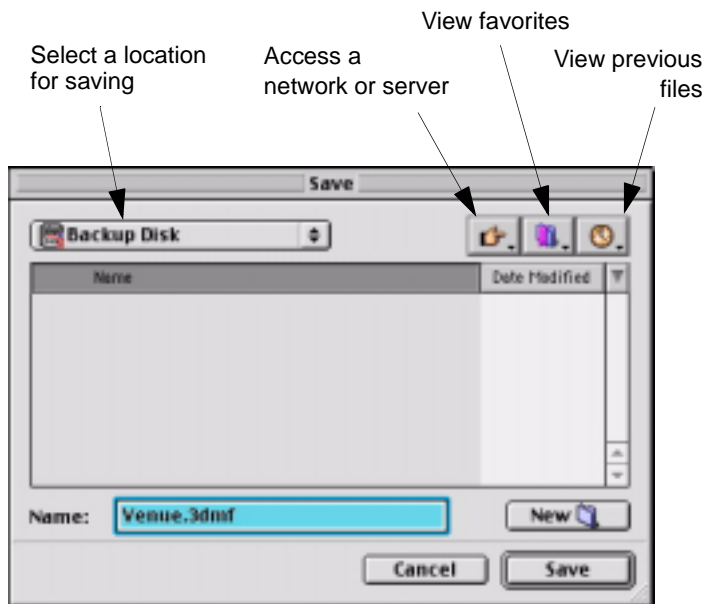 View favorites
Select a location
for saving
Access a
network or server
View previous
files
Save
Backup Disk
Name
Date Modified
Name:
Venue.3dmf
New
Cancel
Save